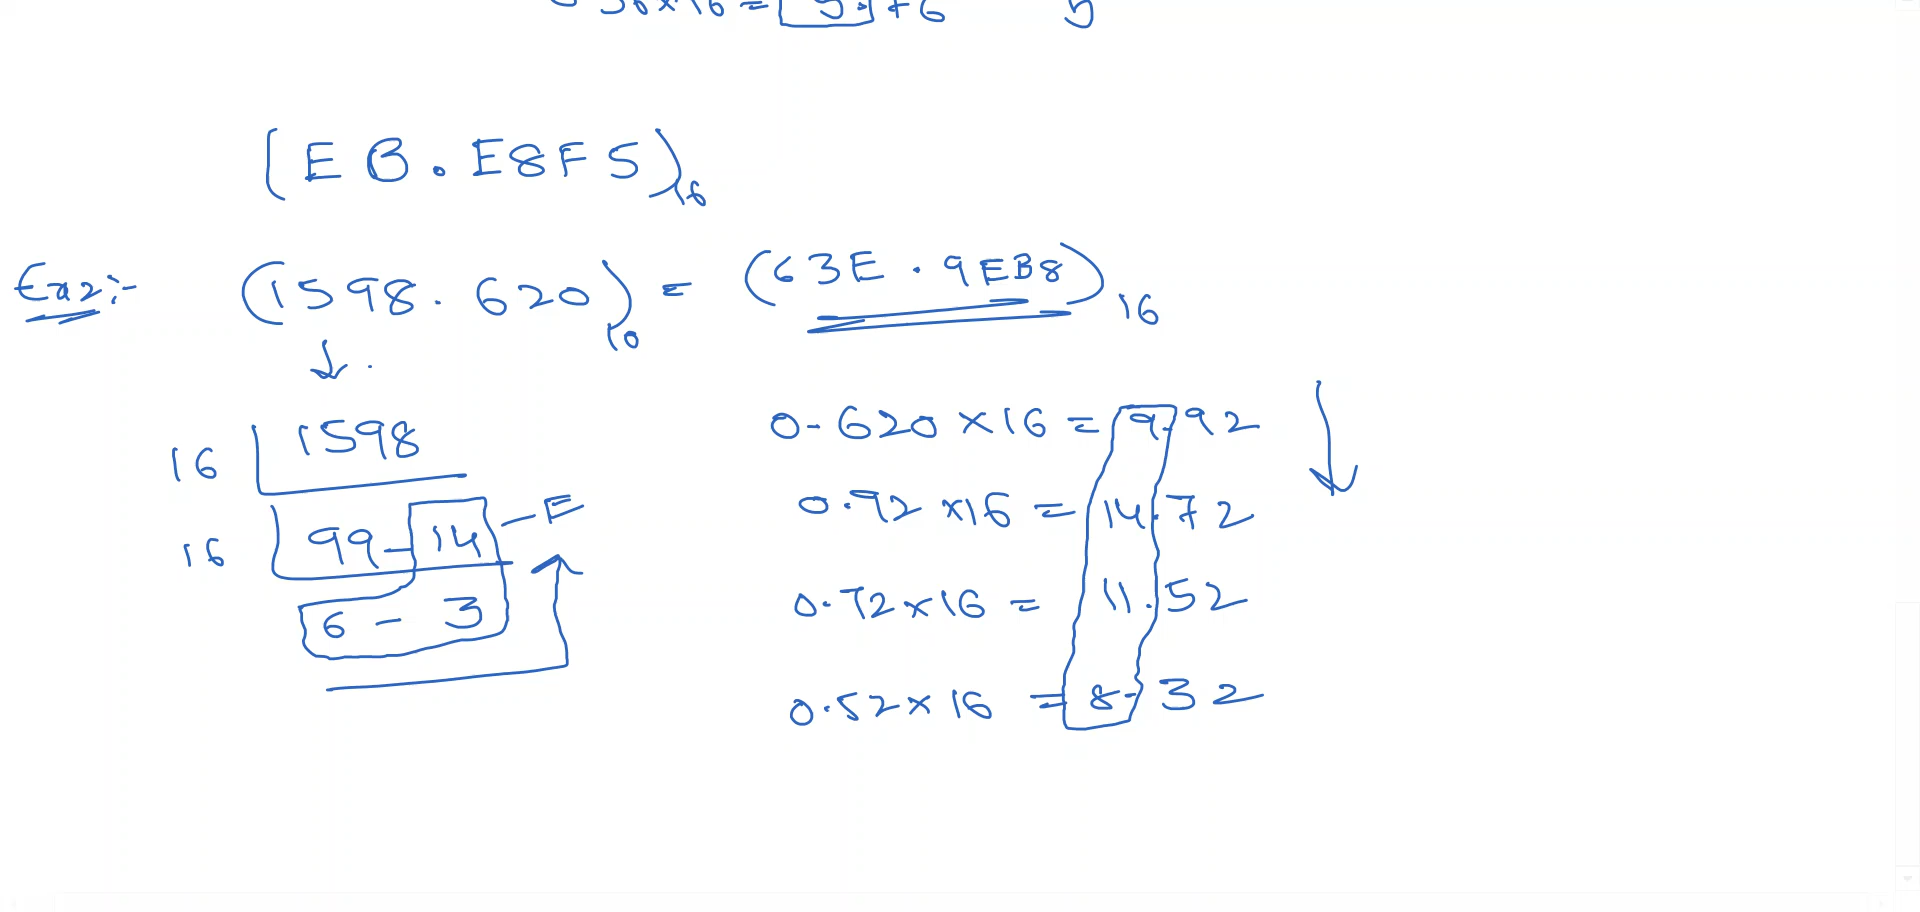 (EB.E8F5)16
Ex2:- (1598.620)10 = (63E.9EB8)16
16 1598
16 99-14 - E
6 - 3
0.620 x 16 = 9.92
0.92 x 16 = 14.72
0.72 x 16 = 11.52
0.52 x 16 = 8.32